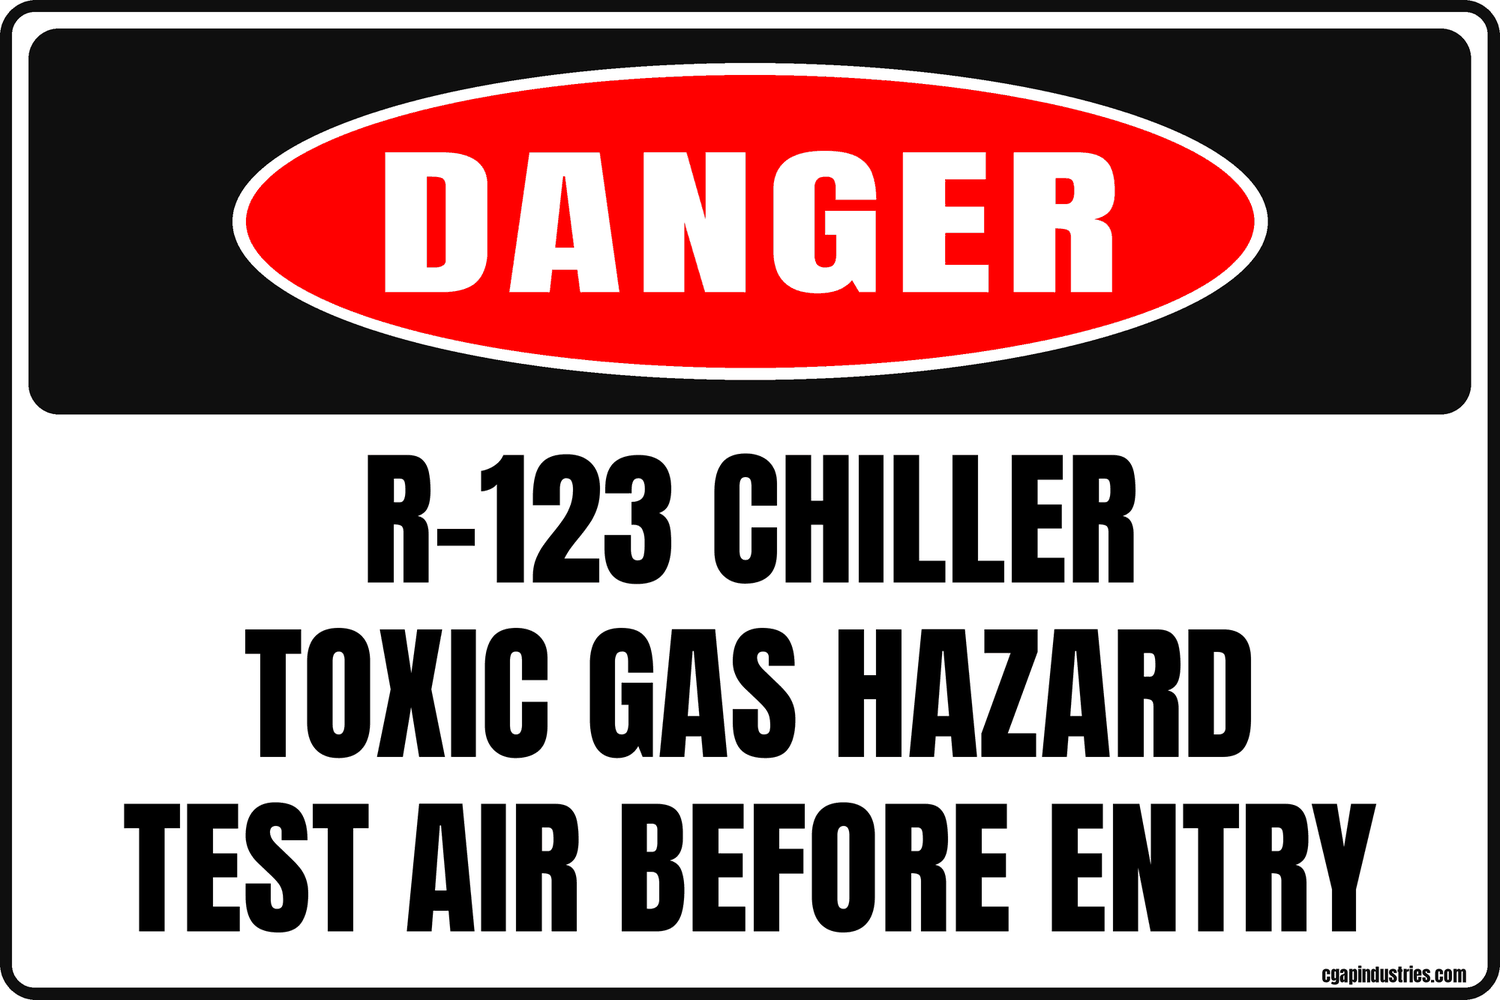 DANGER
R-123 CHILLER
TOXIC GAS HAZARD
TEST AIR BEFORE ENTRY
cgapindustries.com